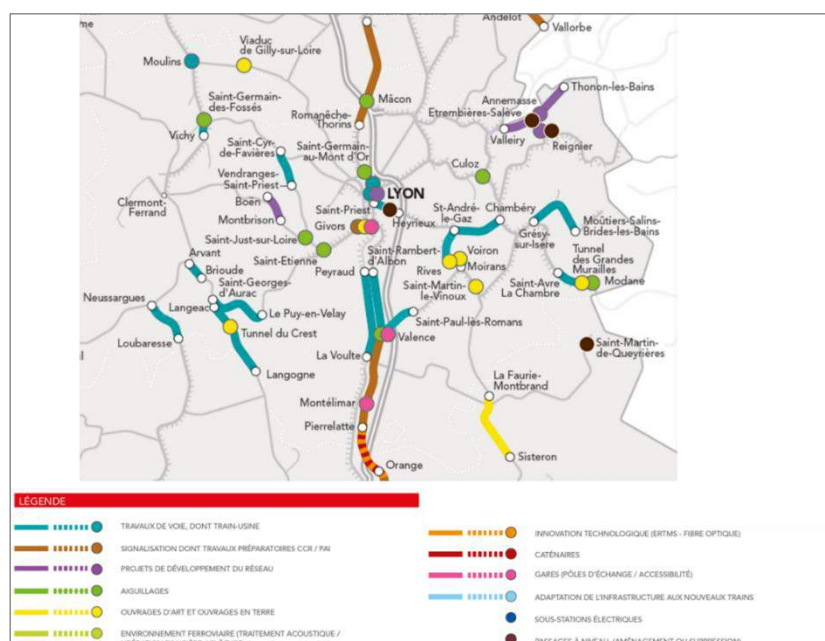 Andelot
Vallorbe
Viaduc
de Gilly-sur-Loire
Moulins
Thonon-les-Bains
Saint-Germain
des-Fossés
Mâcon
Annemasse
Etrembières-Salève
Romanèche-
Thorins
Vichy
Saint-Cyr-
de-Favières
Saint-Germain-
au-Mont d'Or
Valleiry
Reignier
Culoz
Vendranges-
Saint-Priest
Clermont-
Ferrand
Boën
LYON
Montbrison
Saint-Priest
Heyrieux
St-André-
le-Gaz
Chambéry
Givors
Grésy-
sur-Isère
Moûtiers-Salins-
Brides-les-Bains
Saint-Just-sur-Loire
Saint-Etienne
Saint-Rambert-
d'Albon
Voiron
Tunnel
des Grandes
Murailles
Arvant
Brioude
Peyraud
Rives
Moirans
Saint-Avre
La Chambre
Modane
Saint-Georges-
d'Aurac
Saint-Martin-
le-Vinoux
Neussargues
Langeac
Le Puy-en-Velay
Saint-Paul-lès-Romans
Loubaresse
Tunnel du Crest
Valence
Saint-Martin-
de-Queyrières
La Voulte
Langogne
La Faurie-
Montbrand
Montélimar
Pierrelatte
Sisteron
Orange
LÉGENDE
TRAVAUX DE VOIE, DONT TRAIN-USINE
SIGNALISATION DONT TRAVAUX PRÉPARATOIRES CCR / PAI
PROJETS DE DÉVELOPPEMENT DU RÉSEAU
AIGUILLAGES
OUVRAGES D'ART ET OUVRAGES EN TERRE
ENVIRONNEMENT FERROVIAIRE (TRAITEMENT ACOUSTIQUE /
INNOVATION TECHNOLOGIQUE (ERTMS - FIBRE OPTIQUE)
CATÉNAIRES
GARES (PÔLES D'ÉCHANGE / ACCESSIBILITÉ)
ADAPTATION DE L'INFRASTRUCTURE AUX NOUVEAUX TRAINS
SOUS-STATIONS ÉLECTRIQUES